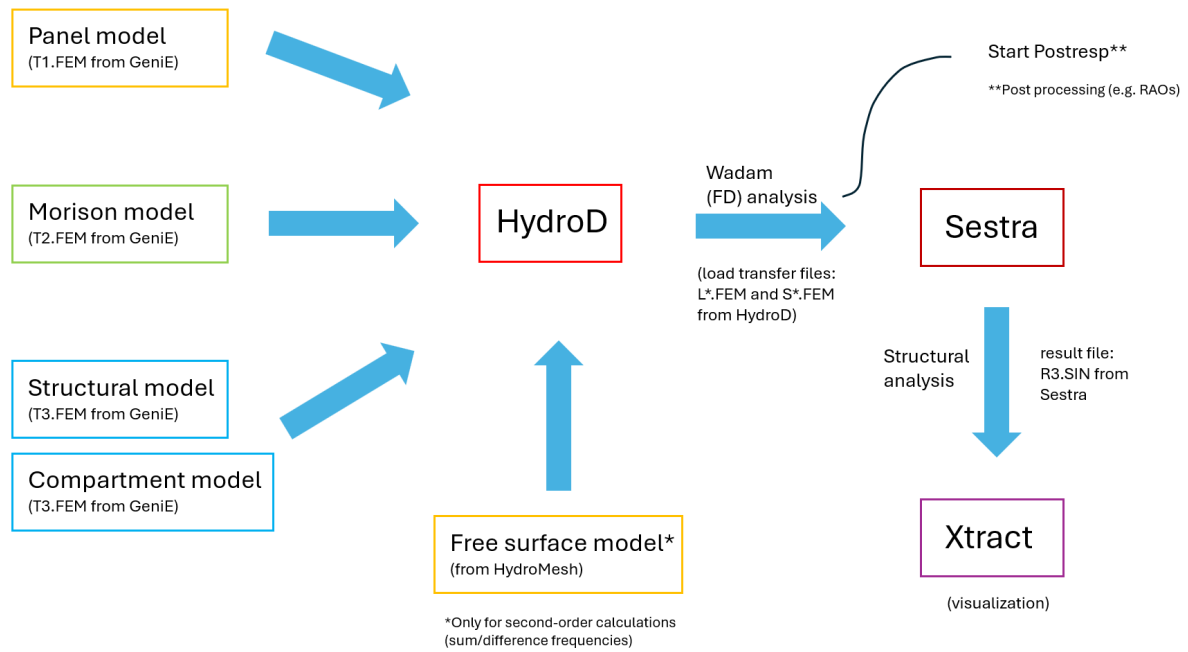 Panel model
(T1.FEM from GeniE)
Morison model
(T2.FEM from GeniE)
Structural model
(T3.FEM from GeniE)
Compartment model
(T3.FEM from GeniE)
HydroD
Free surface model*
(from HydroMesh)
*Only for second-order calculations
(sum/difference frequencies)
Wadam
(FD) analysis
(load transfer files:
L*.FEM and S*.FEM
from HydroD)
Start Postresp**
**Post processing (e.g. RAOs)
Sestra
Structural
analysis
result file:
R3.SIN from
Sestra
Xtract
(visualization)